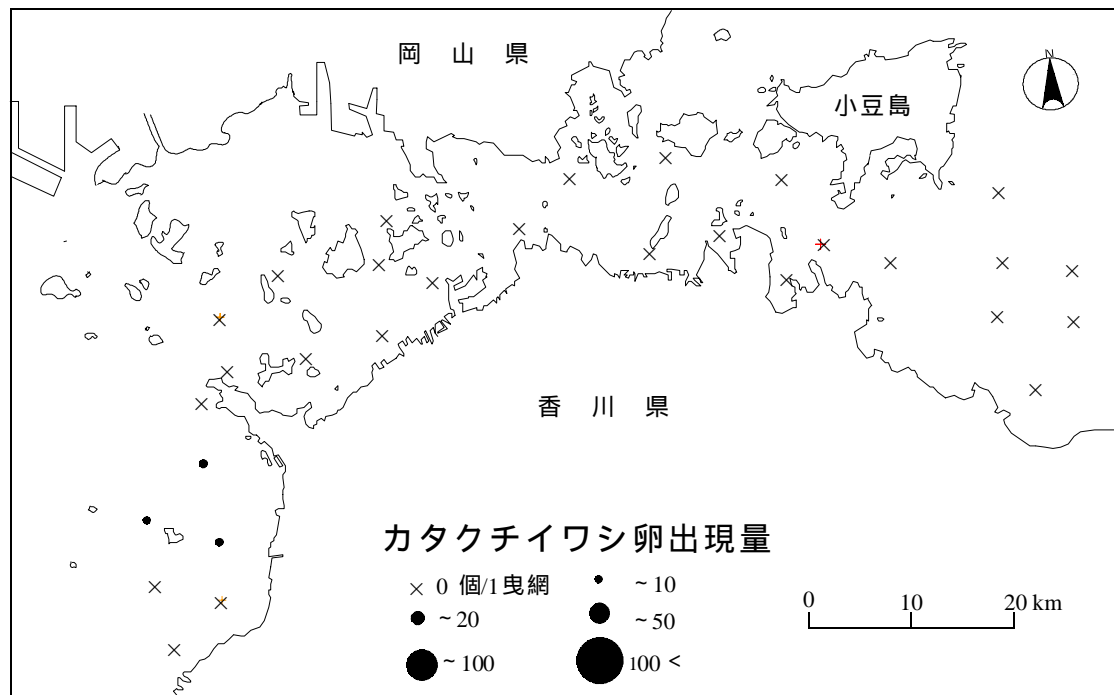 岡 山 県
N
小豆島
香 川 県
カタクチイワシ卵出現量
× 0 個/1曳網
~10
~20
~50
~100
100 <
0 10 20 km